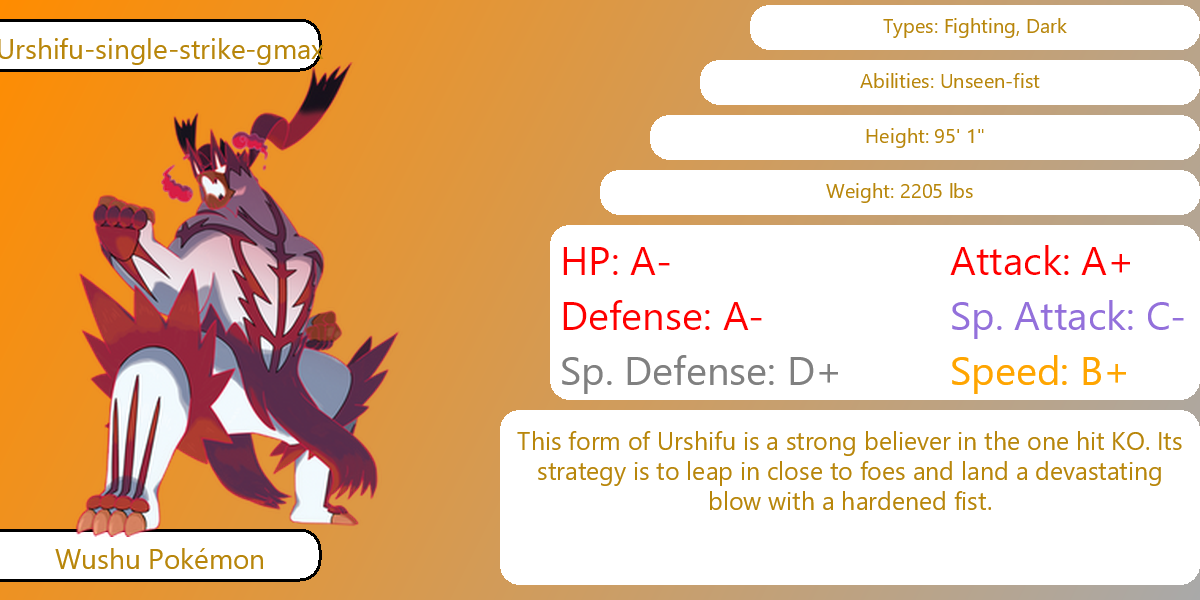 Urshifu-single-strike-gmax
Types: Fighting, Dark
Abilities: Unseen-fist
Height: 95' 1"
Weight: 2205 lbs
HP: A-
Attack: A+
Defense: A-
Sp. Attack: C-
Sp. Defense: D+
Speed: B+
This form of Urshifu is a strong believer in the one hit KO. Its
strategy is to leap in close to foes and land a devastating
blow with a hardened fist.
Wushu Pokémon